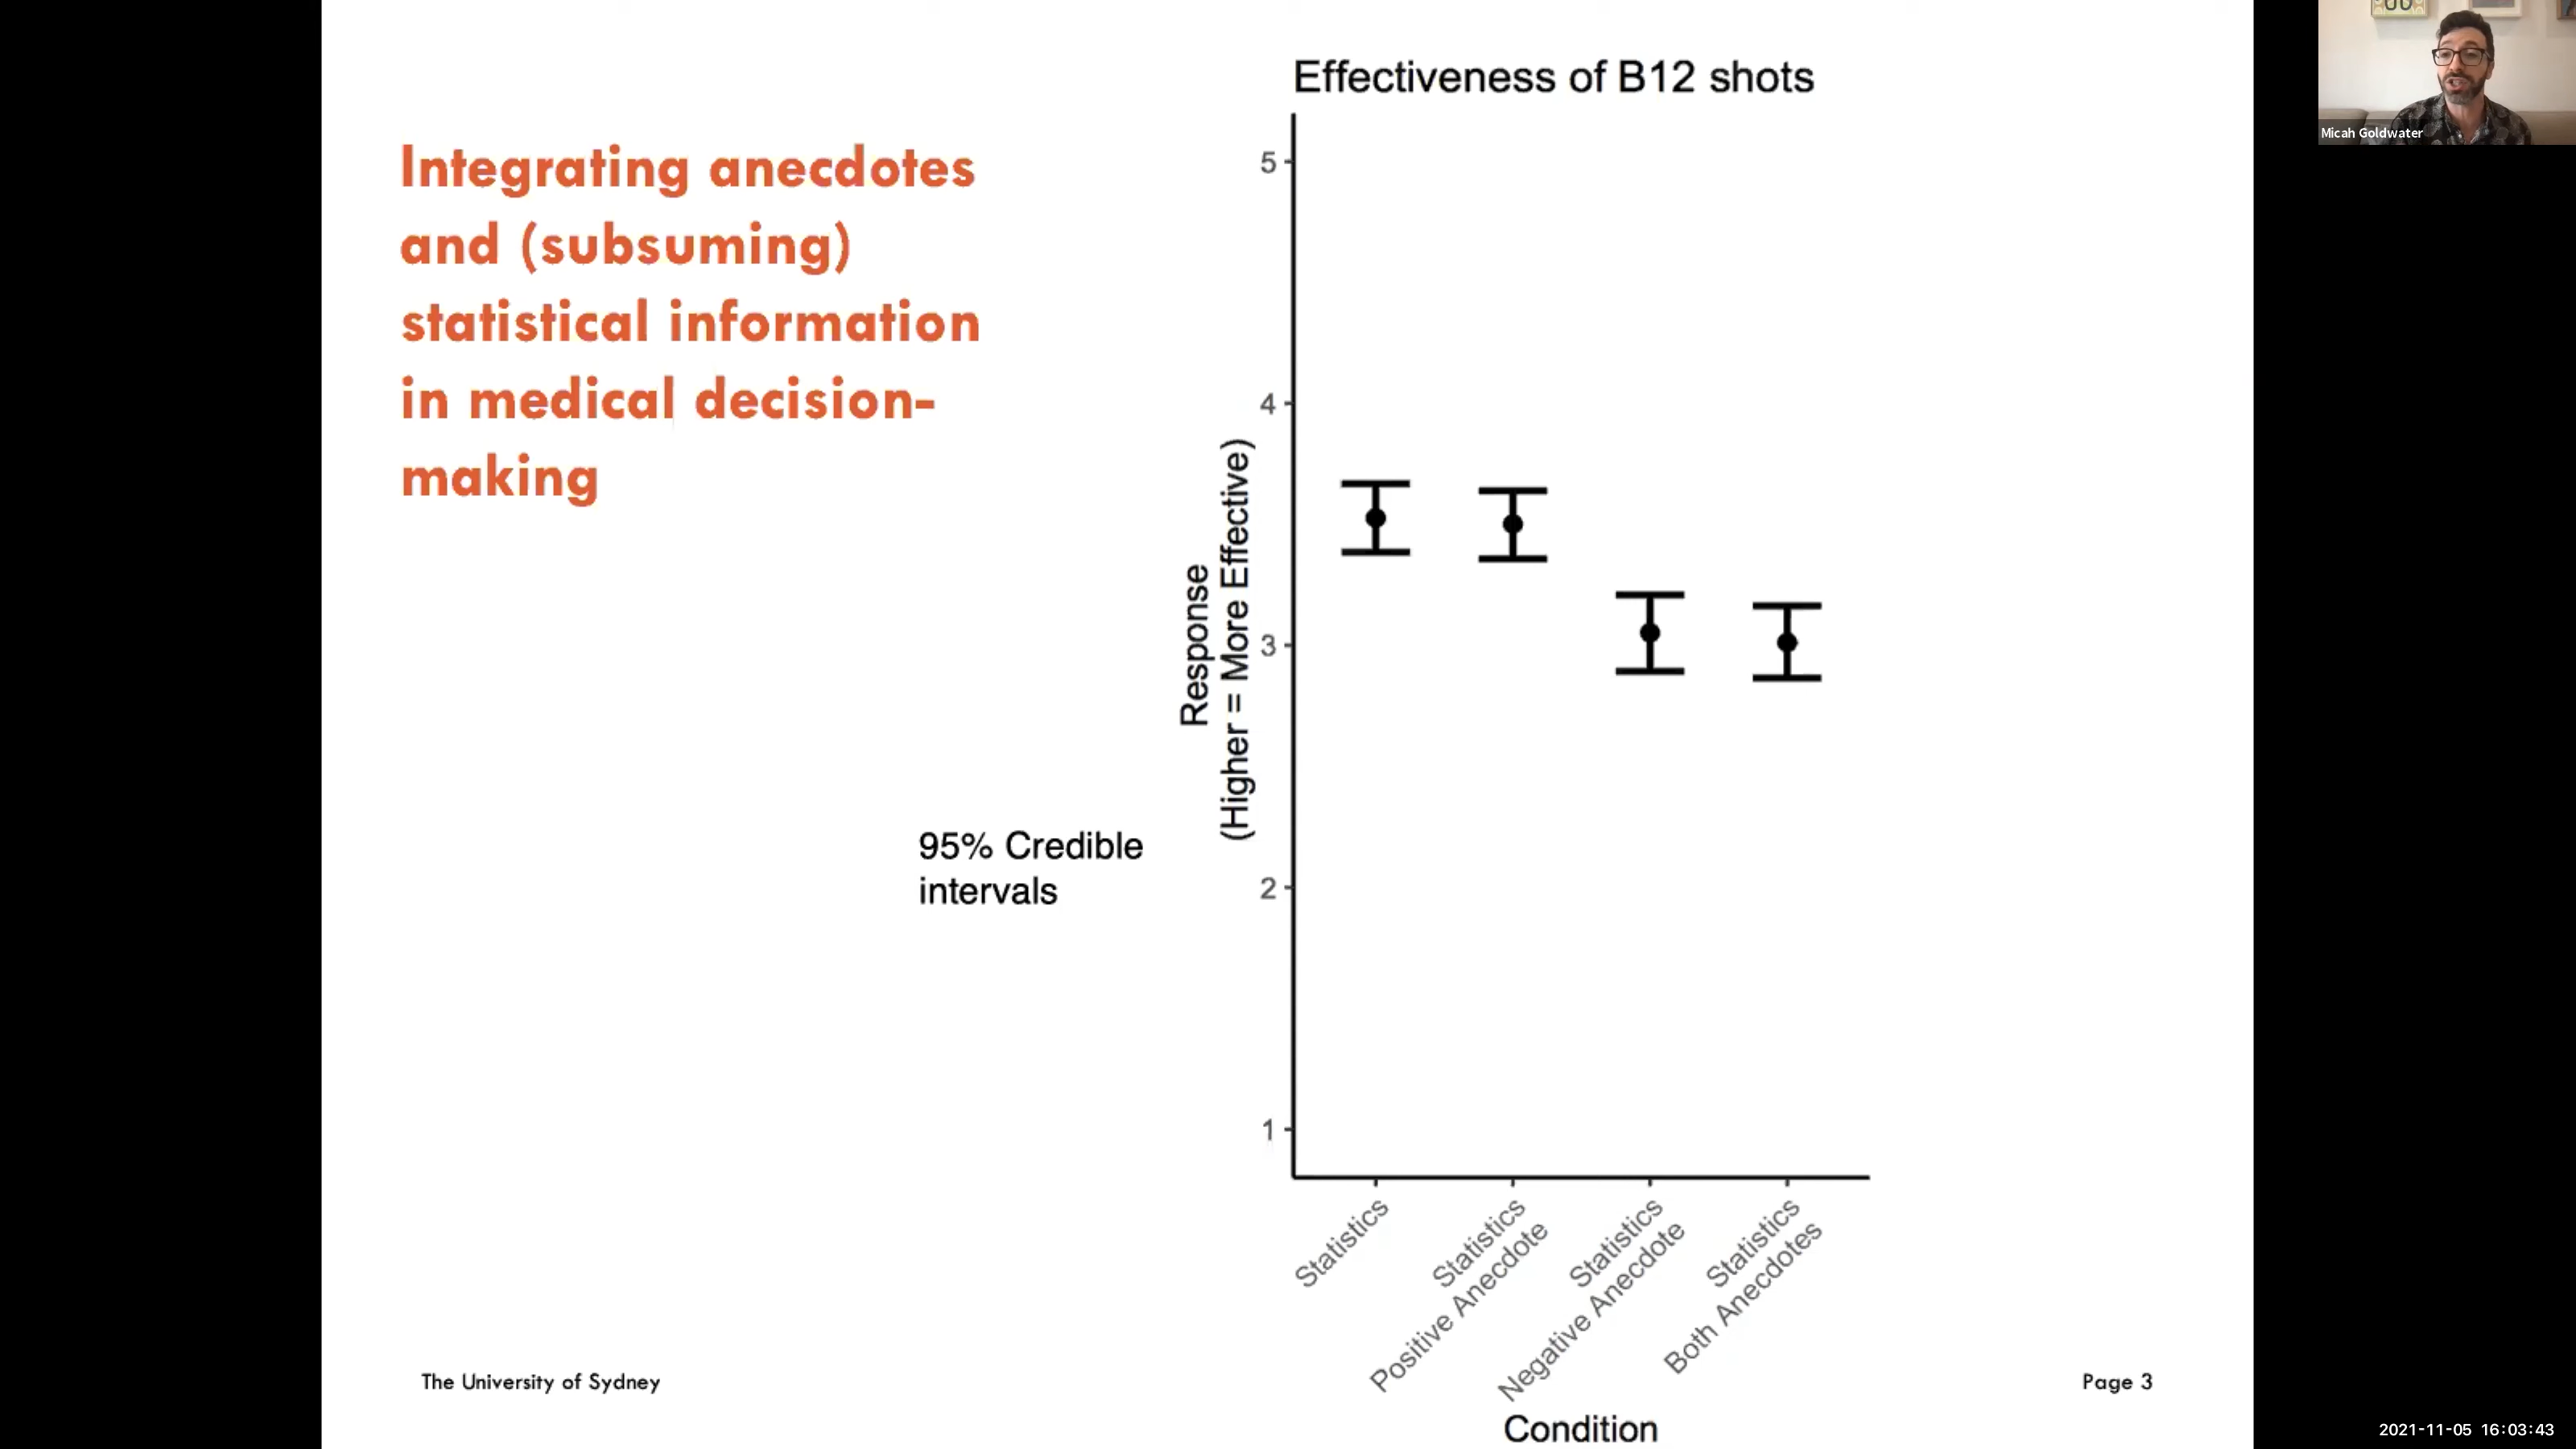 Integrating anecdotes
and (subsuming)
statistical information
in medical decision-
making
95% Credible
intervals
Effectiveness of B12 shots
Response
(Higher = More Effective)
5
4
3
2
1
Statistics
Statistics
Positive Anecdote
Statistics
Negative Anecdote
Statistics
Both Anecdotes
Condition
The University of Sydney
Page 3
Micah Goldwater
2021-11-05 16:03:43